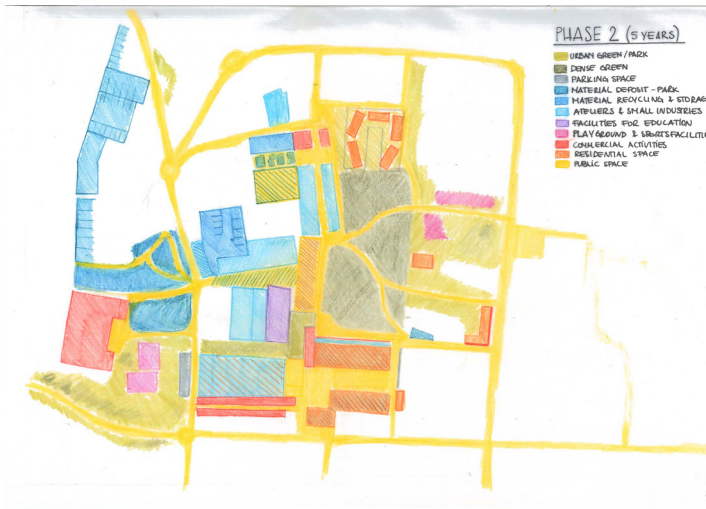 PHASE 2 (5 YEARS)
URBAN GREEN/PARK
DENSE GREEN
PARKING SPACE
MATERIAL DEPOSIT - PARK
MATERIAL RECYCLING & STORAG
ATELIERS & SMALL INDUSTRIES
FACILITIES FOR EDUCATION
PLAYGROUND & SPORTSFACILITI
COMMERCIAL ACTIVITIES
RESIDENTIAL SPACE
PUBLIC SPACE